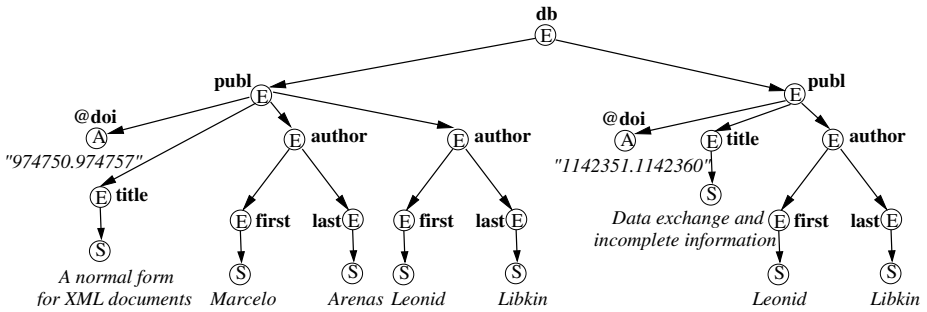 db
E
publ
E
publ
E
@doi
A
"974750.974757"
E
author
E
author
@doi
A
"1142351.1142360"
E
title
E
author
E
title
E
first
last
E
E
first
last
E
S
Data exchange and
incomplete information
E
first
last
E
S
A normal form
for XML documents
S
Marcelo
S
Arenas
S
Leonid
S
Libkin
S
Leonid
S
Libkin